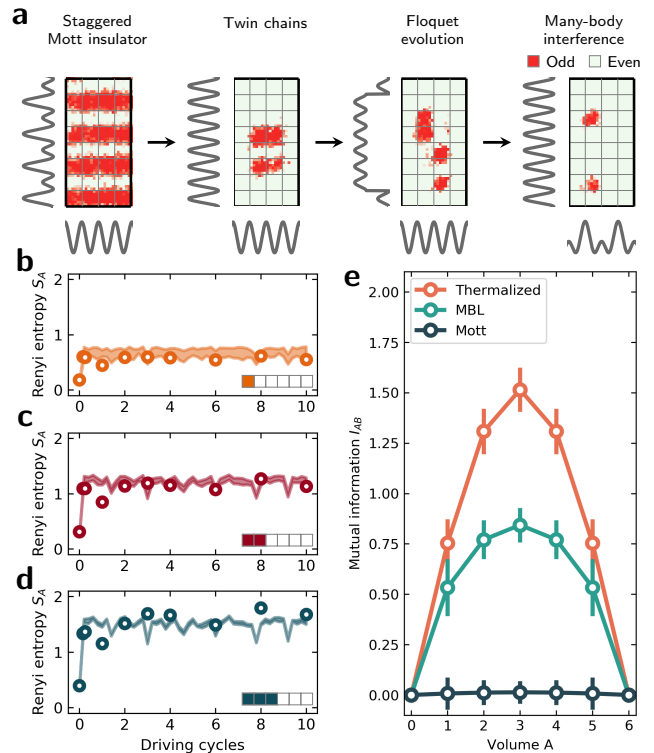 a
Staggered
Mott insulator
Twin chains
Floquet
evolution
Many-body
interference
Odd
Even
b
Renyi entropy S_A
2
1
0
0 2 4 6 8 10
c
Renyi entropy S_A
2
1
0
0 2 4 6 8 10
d
Renyi entropy S_A
2
1
0
0 2 4 6 8 10
Driving cycles
e
Thermalized
MBL
Mott
Mutual information I_AB
2.00
1.75
1.50
1.25
1.00
0.75
0.50
0.25
0.00
0 1 2 3 4 5 6
Volume A